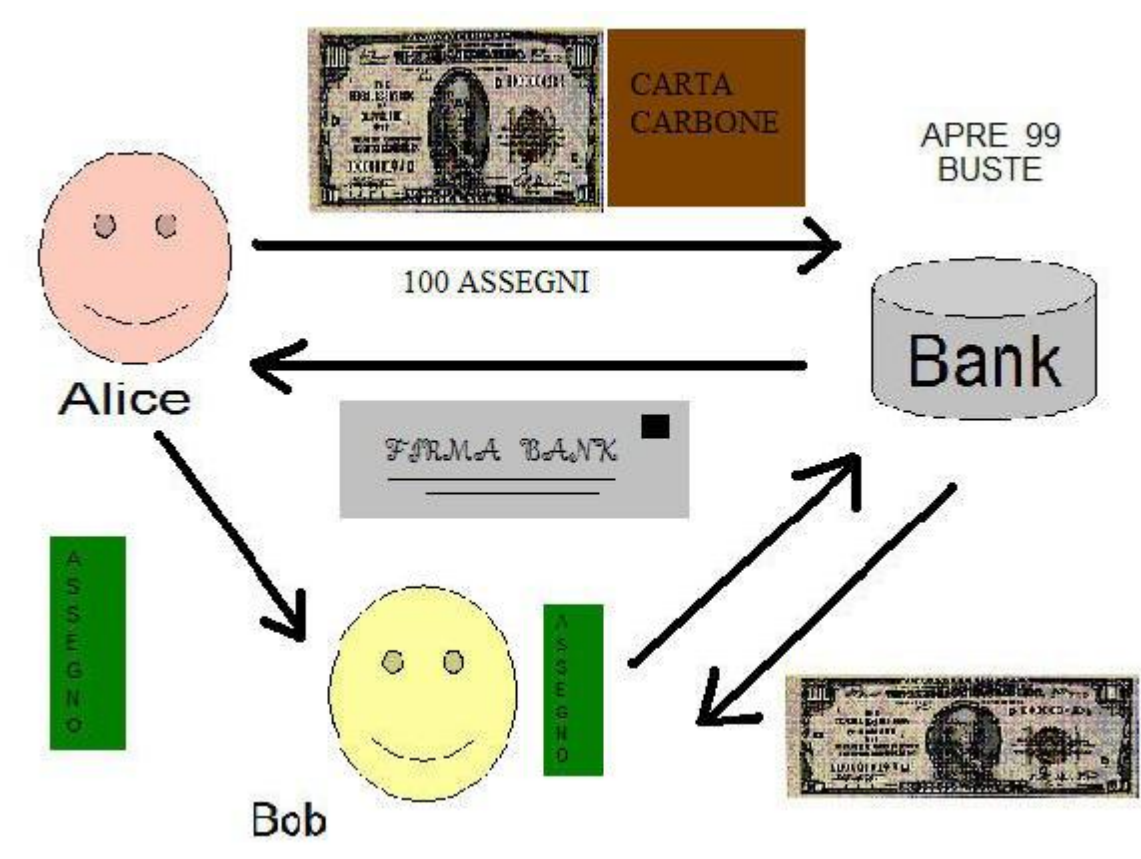 CARTA
CARBONE
APRE 99
BUSTE
100 ASSEGNI
Bank
Alice
FIRMA BANK
ASSEGNO
ASSEGNO
Bob